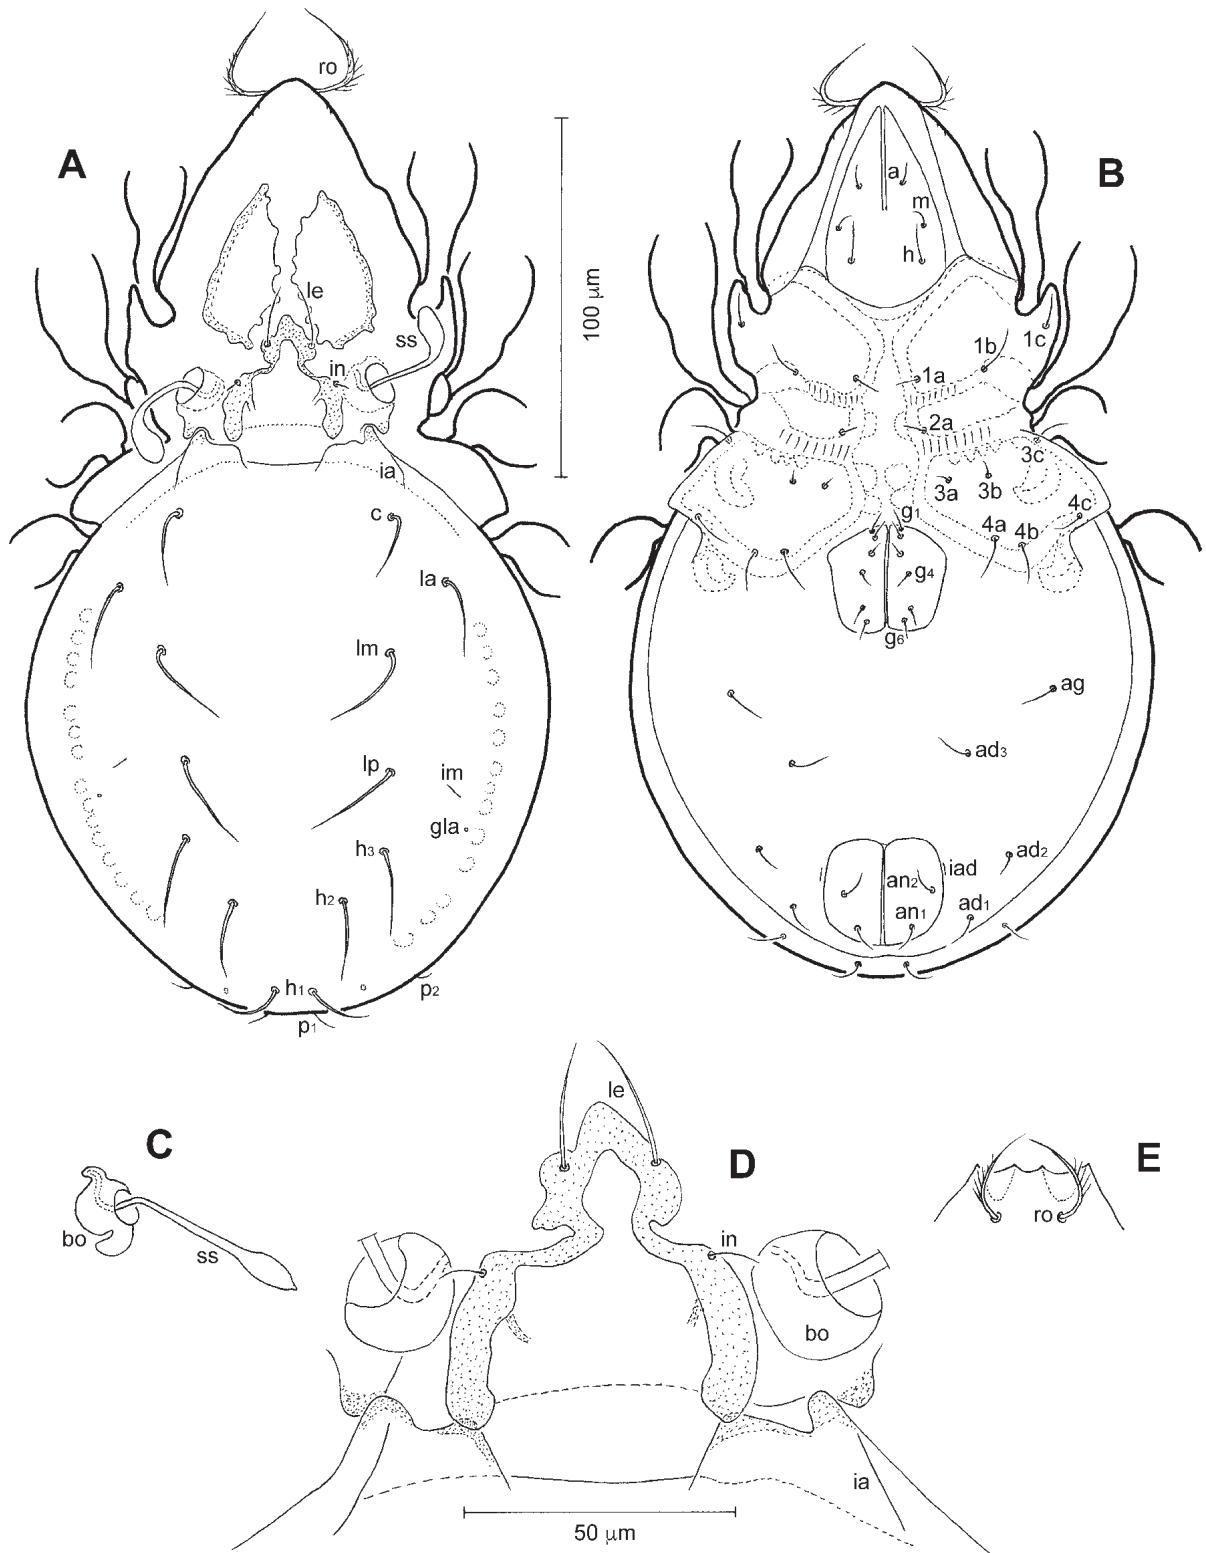 ro
A
le
ss
in
ia
c
la
lm
lp
im
gla
h3
h2
h1
p2
p1
100 μm
B
a
m
h
1c
1b
1a
2a
3c
3a
3b
4c
4a
4b
g1
g4
g6
ag
ad3
ad2
iad
an2
an1
ad1
C
bo
ss
D
le
in
bo
ia
50 μm
E
ro